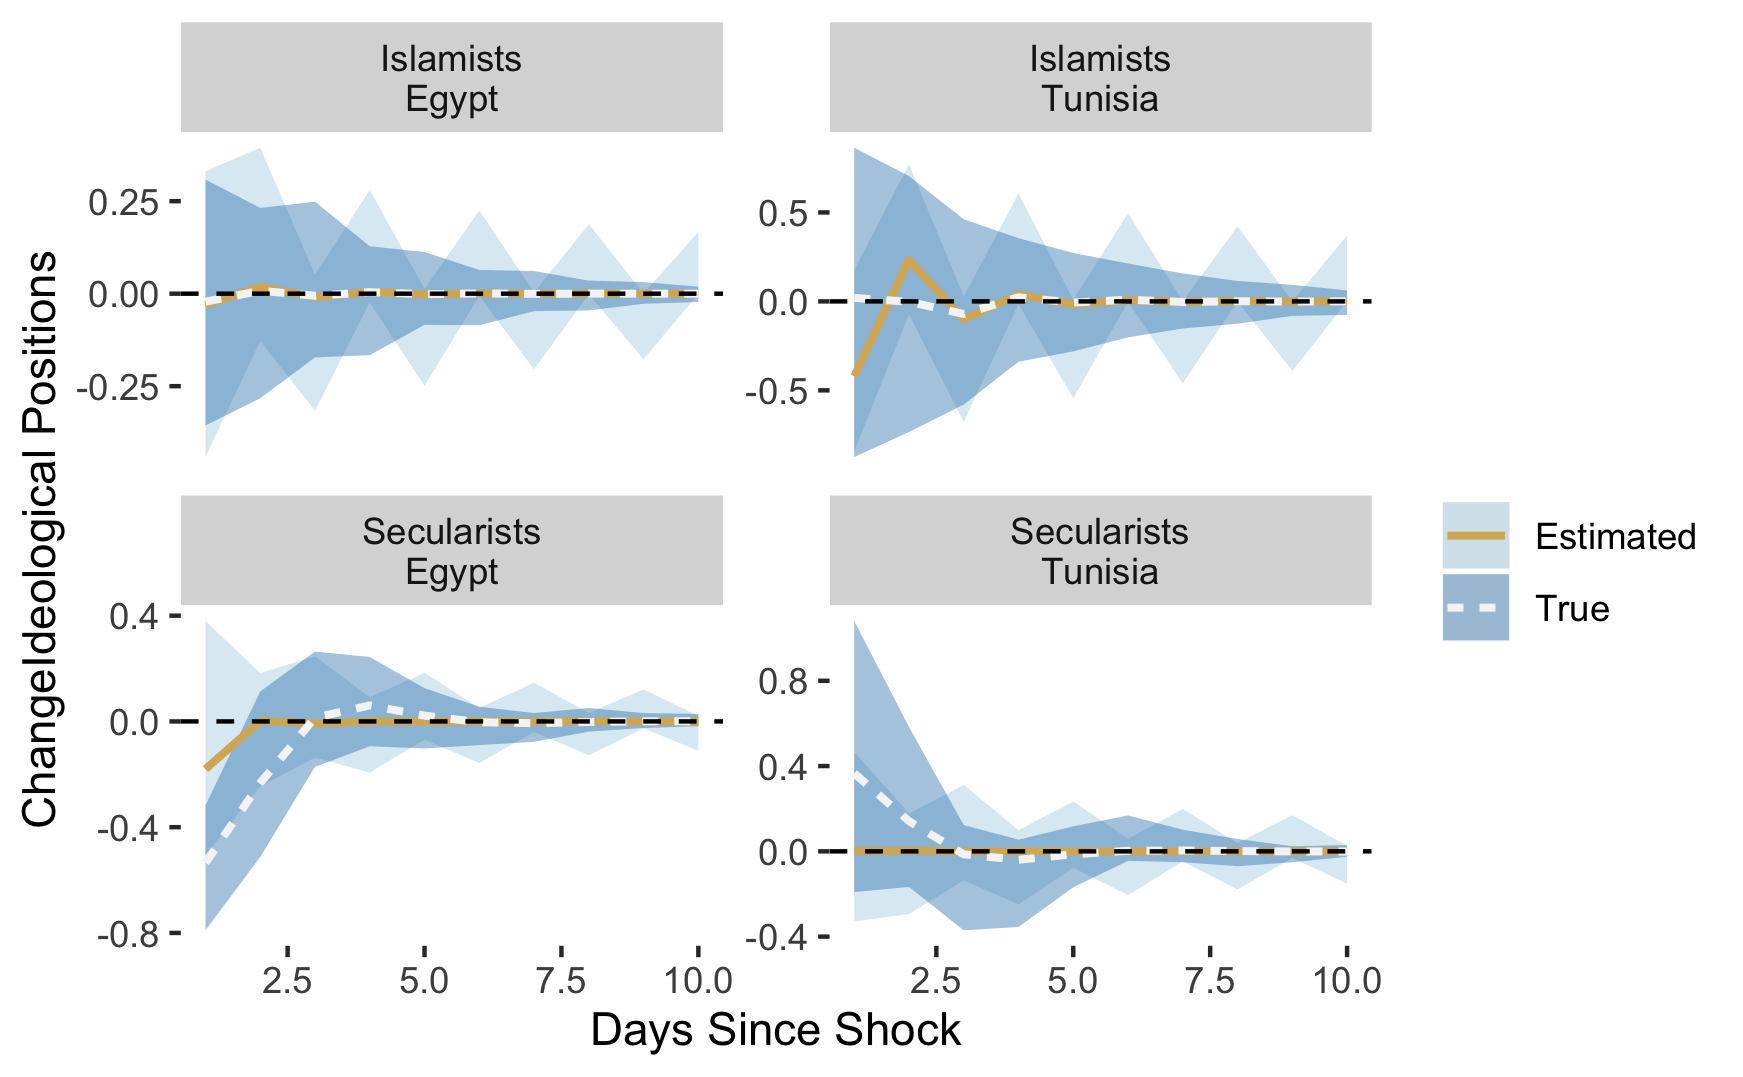 Islamists
Egypt
Islamists
Tunisia
0.25
0.00
-0.25
0.5
0.0
-0.5
Secularists
Egypt
Secularists
Tunisia
0.4
0.0
-0.4
-0.8
0.8
0.4
0.0
-0.4
2.5 5.0 7.5 10.0
2.5 5.0 7.5 10.0
Days Since Shock
ChangeIdeological Positions
Estimated
True